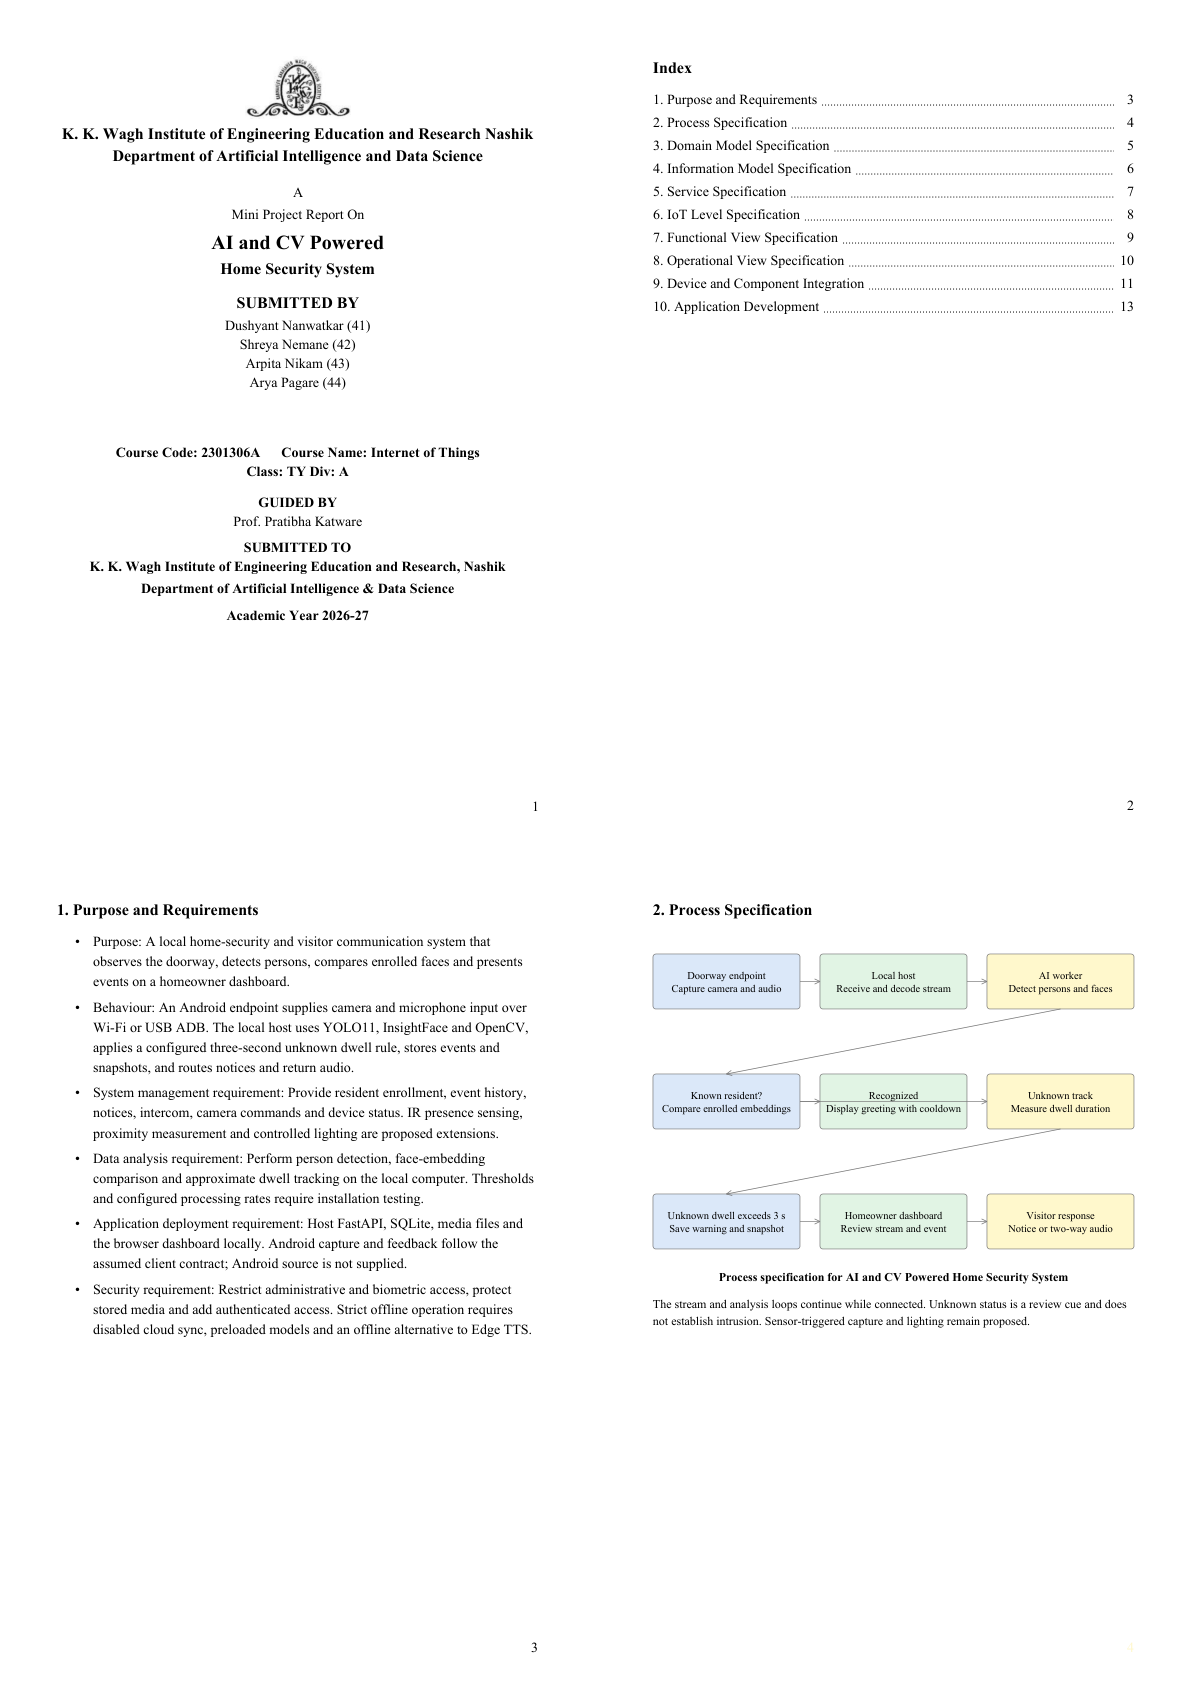 K. K. Wagh Institute of Engineering Education and Research Nashik
Department of Artificial Intelligence and Data Science
A
Mini Project Report On
AI and CV Powered
Home Security System
SUBMITTED BY
Dushyant Nanwatkar (41)
Shreya Nemane (42)
Arpita Nikam (43)
Arya Pagare (44)
Course Code: 2301306A Course Name: Internet of Things
Class: TY Div: A
GUIDED BY
Prof. Pratibha Katware
SUBMITTED TO
K. K. Wagh Institute of Engineering Education and Research, Nashik
Department of Artificial Intelligence & Data Science
Academic Year 2026-27
1
Index
1. Purpose and Requirements 3
2. Process Specification 4
3. Domain Model Specification 5
4. Information Model Specification 6
5. Service Specification 7
6. IoT Level Specification 8
7. Functional View Specification 9
8. Operational View Specification 10
9. Device and Component Integration 11
10. Application Development 13
2
1. Purpose and Requirements
• Purpose: A local home-security and visitor communication system that
observes the doorway, detects persons, compares enrolled faces and presents
events on a homeowner dashboard.
• Behaviour: An Android endpoint supplies camera and microphone input over
Wi-Fi or USB ADB. The local host uses YOLO11, InsightFace and OpenCV,
applies a configured three-second unknown dwell rule, stores events and
snapshots, and routes notices and return audio.
• System management requirement: Provide resident enrollment, event history,
notices, intercom, camera commands and device status. IR presence sensing,
proximity measurement and controlled lighting are proposed extensions.
• Data analysis requirement: Perform person detection, face-embedding
comparison and approximate dwell tracking on the local computer. Thresholds
and configured processing rates require installation testing.
• Application deployment requirement: Host FastAPI, SQLite, media files and
the browser dashboard locally. Android capture and feedback follow the
assumed client contract; Android source is not supplied.
• Security requirement: Restrict administrative and biometric access, protect
stored media and add authenticated access. Strict offline operation requires
disabled cloud sync, preloaded models and an offline alternative to Edge TTS.
3
2. Process Specification
Doorway endpoint
Capture camera and audio
Local host
Receive and decode stream
AI worker
Detect persons and faces
Known resident?
Compare enrolled embeddings
Recognized
Display greeting with cooldown
Unknown track
Measure dwell duration
Unknown dwell exceeds 3 s
Save warning and snapshot
Homeowner dashboard
Review stream and event
Visitor response
Notice or two-way audio
Process specification for AI and CV Powered Home Security System
The stream and analysis loops continue while connected. Unknown status is a review cue and does
not establish intrusion. Sensor-triggered capture and lighting remain proposed.
4